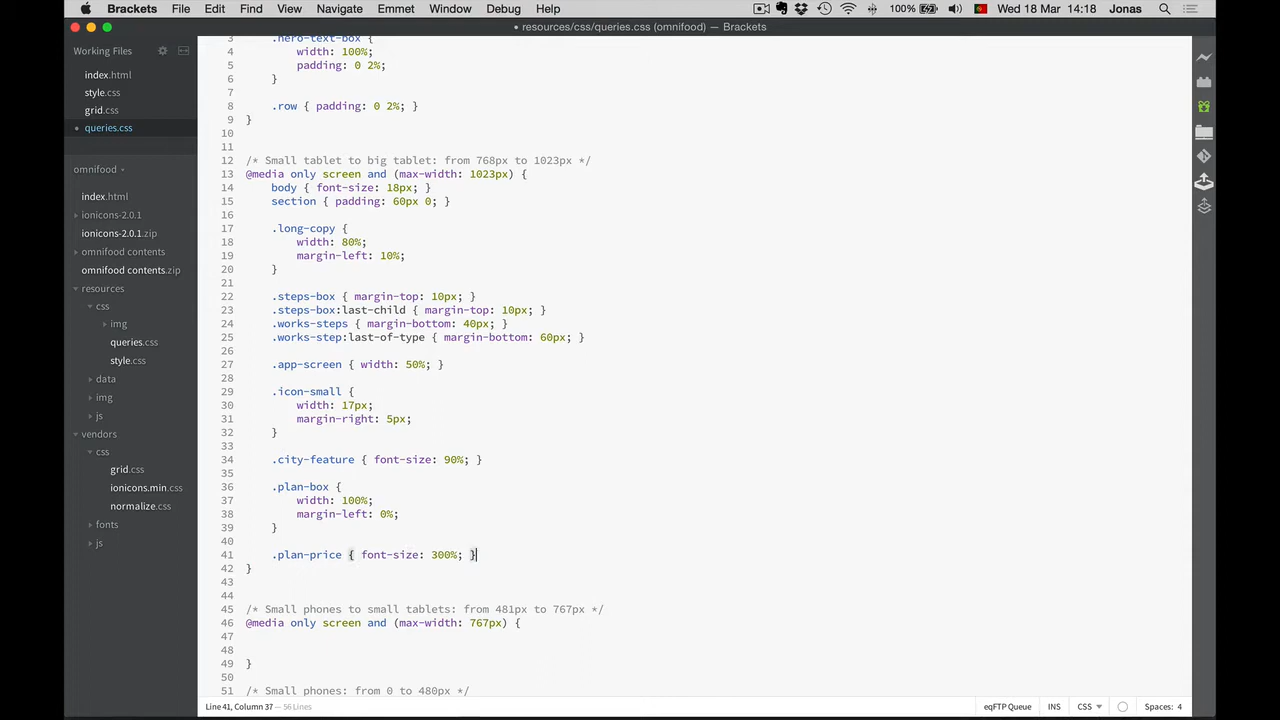 Brackets File Edit Find View Navigate Emmet Window Debug Help 100% Wed 18 Mar 14:18 Jonas
• resources/css/queries.css (omnifood) — Brackets
Working Files
index.html
style.css
grid.css
queries.css
omnifood
index.html
ionicons-2.0.1
ionicons-2.0.1.zip
omnifood contents
omnifood contents.zip
resources
css
img
queries.css
style.css
data
img
js
vendors
css
grid.css
ionicons.min.css
normalize.css
fonts
js
3 .hero-text-box {
4 width: 100%;
5 padding: 0 2%;
6 }
7
8 .row { padding: 0 2%; }
9 }
10
11
12 /* Small tablet to big tablet: from 768px to 1023px */
13 @media only screen and (max-width: 1023px) {
14 body { font-size: 18px; }
15 section { padding: 60px 0; }
16
17 .long-copy {
18 width: 80%;
19 margin-left: 10%;
20 }
21
22 .steps-box { margin-top: 10px; }
23 .steps-box:last-child { margin-top: 10px; }
24 .works-steps { margin-bottom: 40px; }
25 .works-step:last-of-type { margin-bottom: 60px; }
26
27 .app-screen { width: 50%; }
28
29 .icon-small {
30 width: 17px;
31 margin-right: 5px;
32 }
33
34 .city-feature { font-size: 90%; }
35
36 .plan-box {
37 width: 100%;
38 margin-left: 0%;
39 }
40
41 .plan-price { font-size: 300%; }
42 }
43
44
45 /* Small phones to small tablets: from 481px to 767px */
46 @media only screen and (max-width: 767px) {
47
48
49 }
50
51 /* Small phones: from 0 to 480px */
Line 41, Column 37 — 56 Lines
eqFTP Queue INS CSS Spaces: 4